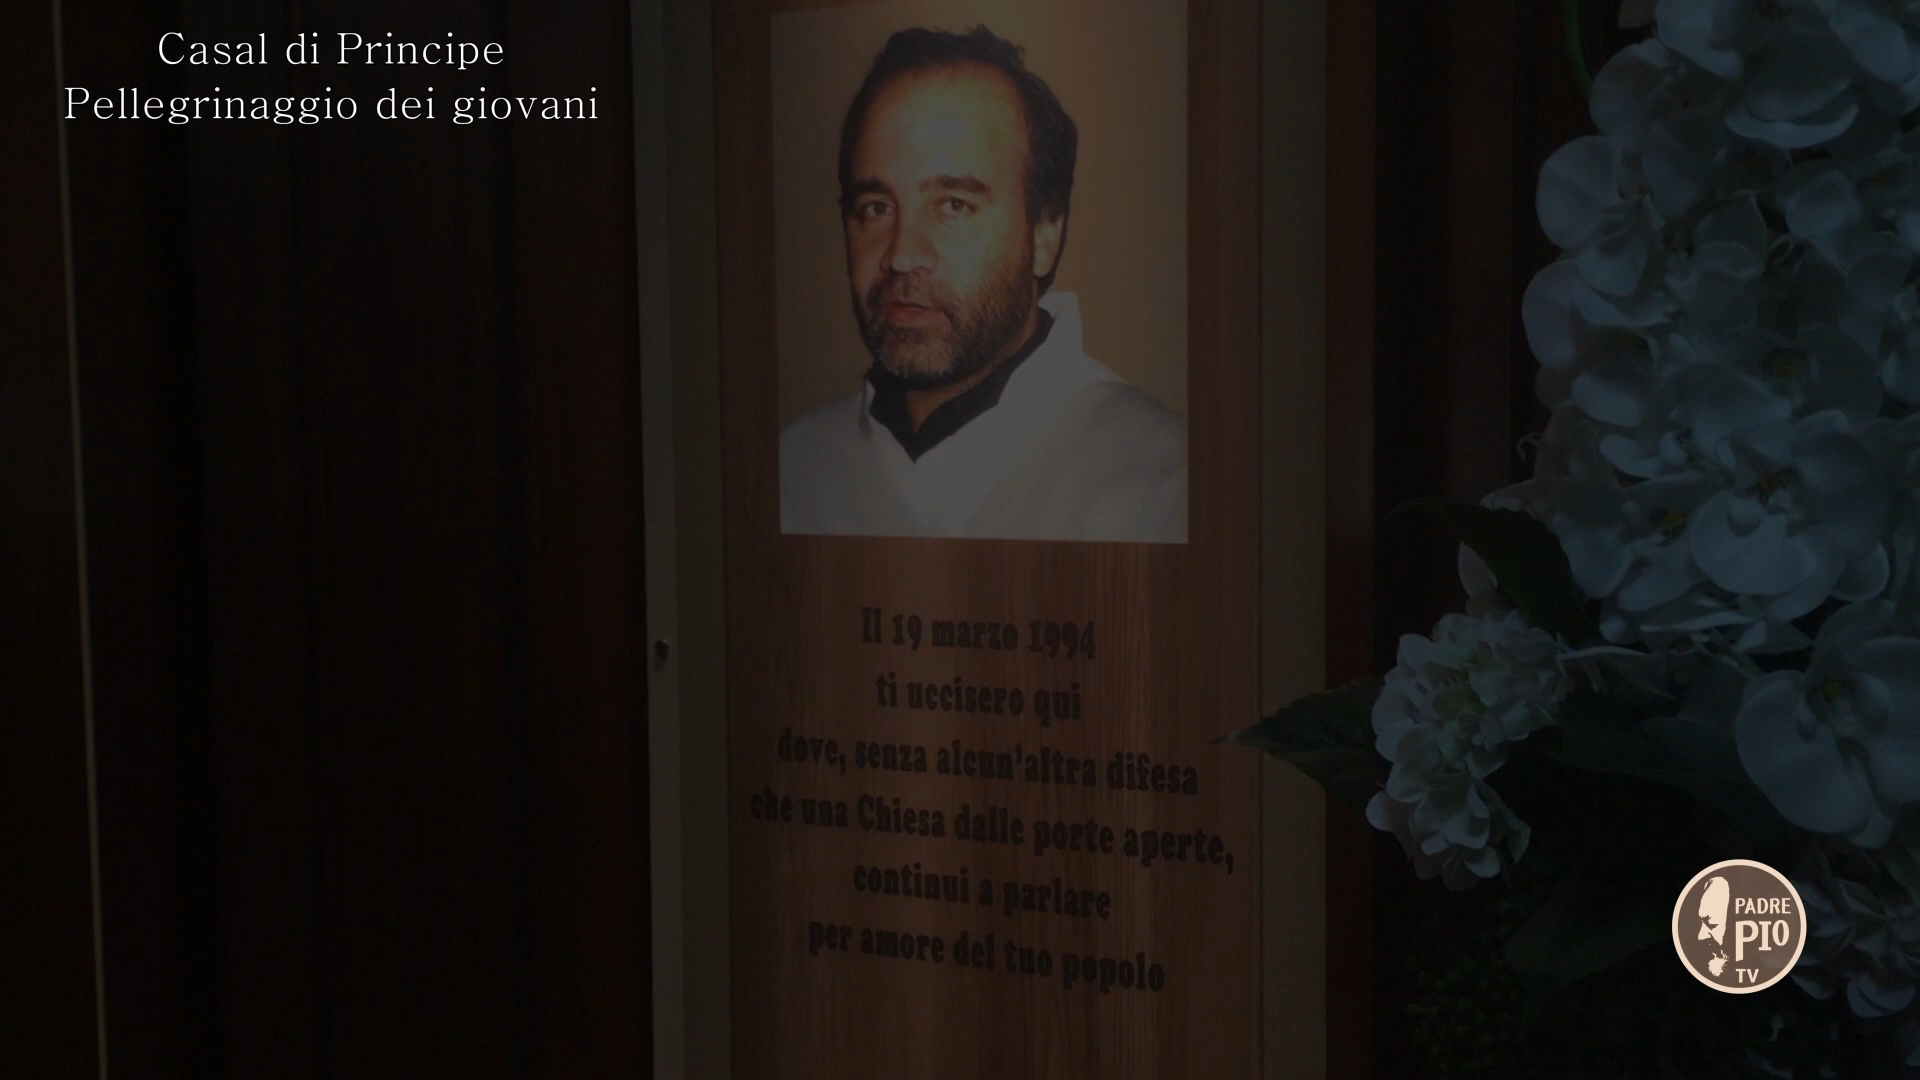 Casal di Principe
Pellegrinaggio dei giovani
Il 19 marzo 1994
ti uccisero qui
dove, senza alcun'altra difesa
che una Chiesa dalle porte aperte,
continui a parlare
per amore del tuo popolo
PADRE
PIO
TV